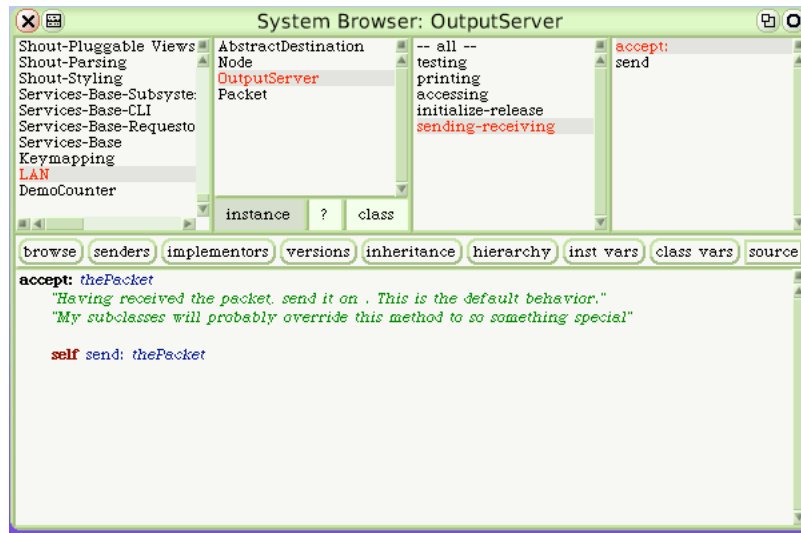 System Browser: OutputServer
Shout-Pluggable Views
Shout-Parsing
Shout-Styling
Services-Base-Subsyste
Services-Base-CLI
Services-Base-Requesto
Services-Base
Keymapping
LAN
DemoCounter
AbstractDestination
Node
OutputServer
Packet
instance ? class
-- all --
testing
printing
accessing
initialize-release
sending-receiving
accept:
send
browse senders implementors versions inheritance hierarchy inst vars class vars source
accept: thePacket
"Having received the packet, send it on . This is the default behavior."
"My subclasses will probably override this method to so something special"
self send: thePacket